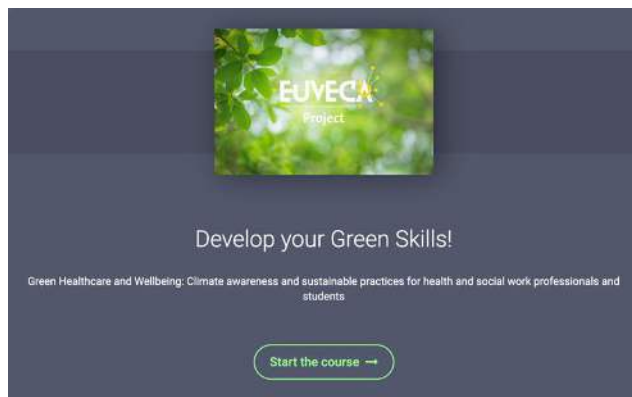 EUVECA
Project
Develop your Green Skills!
Green Healthcare and Wellbeing: Climate awareness and sustainable practices for health and social work professionals and
students
Start the course →